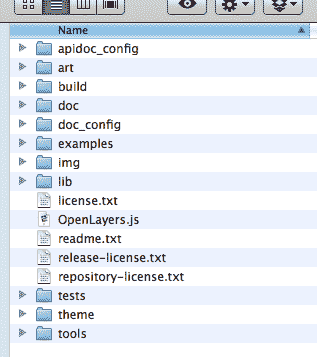 Name
apidoc_config
art
build
doc
doc_config
examples
img
lib
license.txt
OpenLayers.js
readme.txt
release-license.txt
repository-license.txt
tests
theme
tools